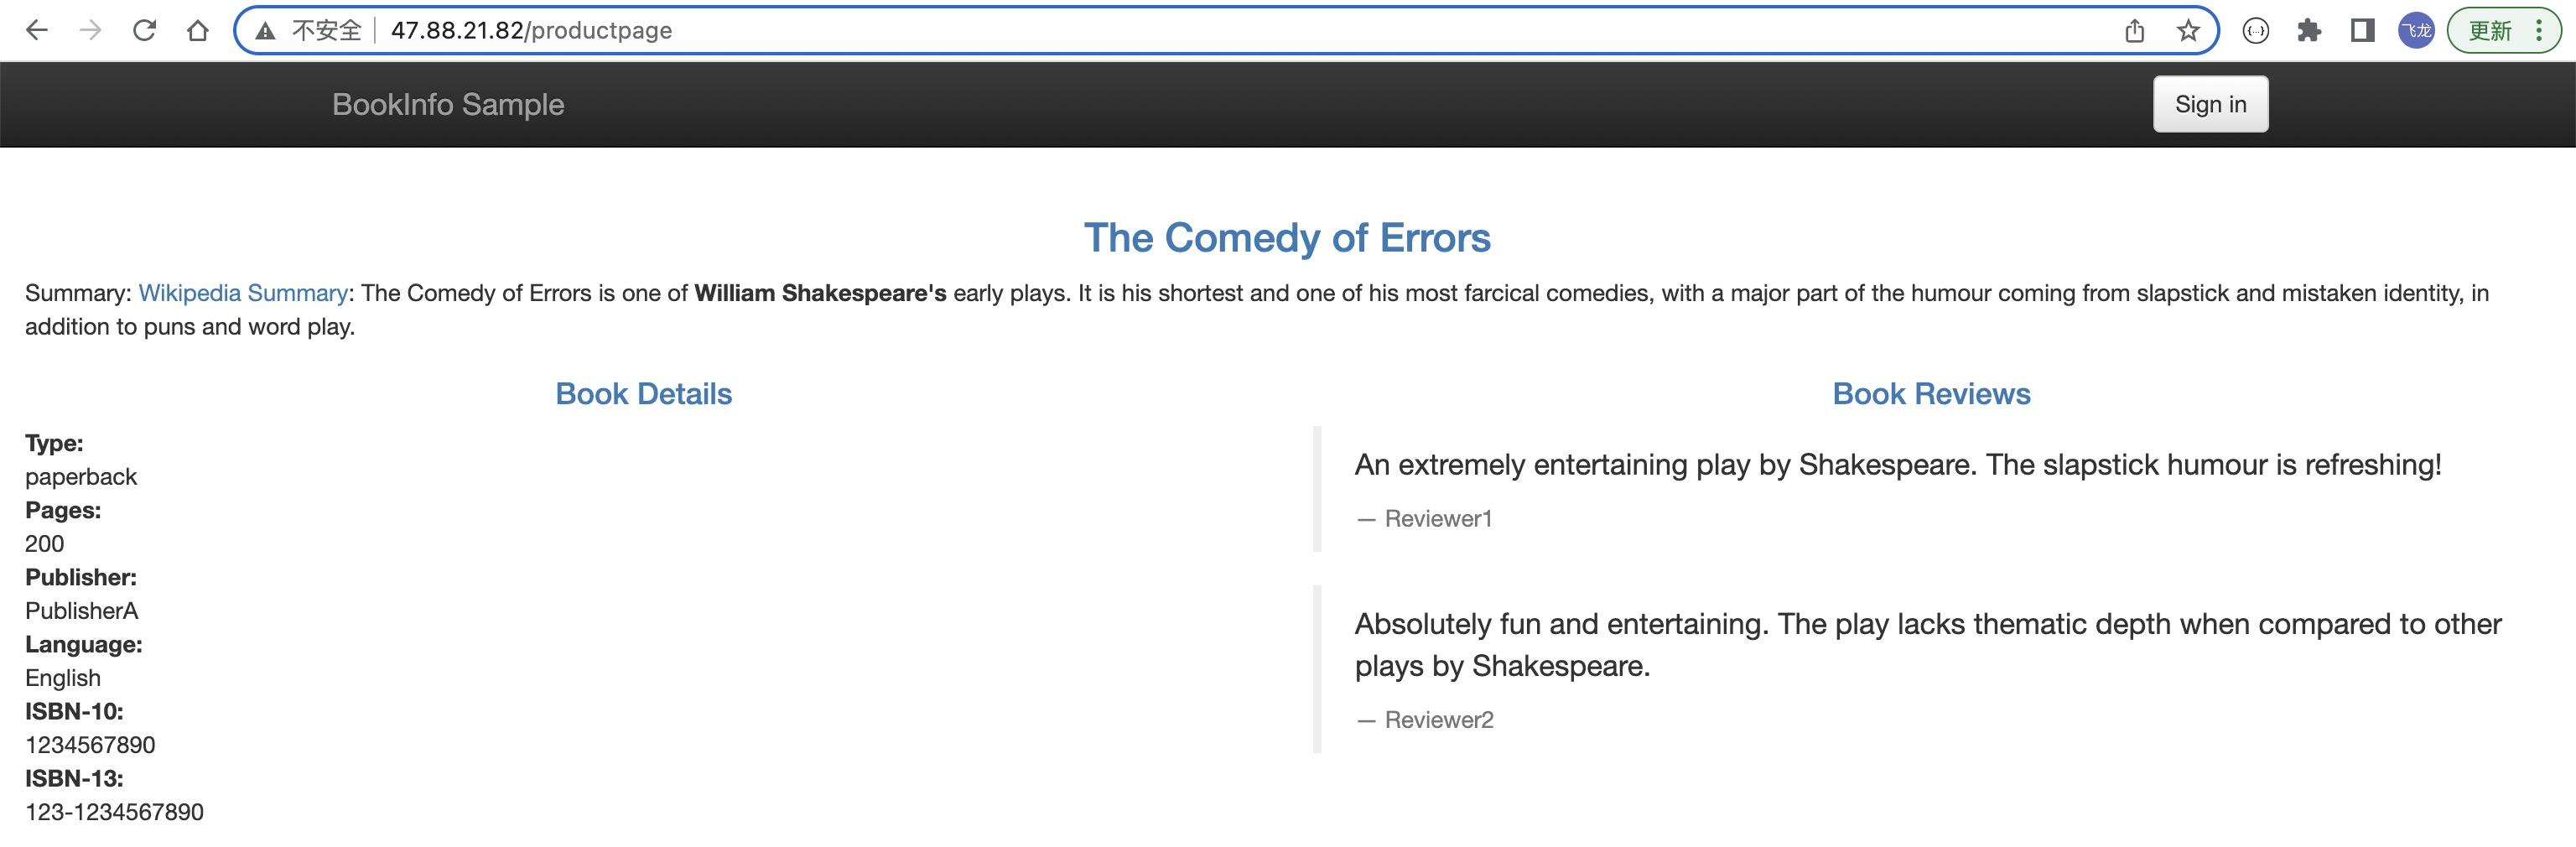 不安全 47.88.21.82/productpage 飞龙 更新
BookInfo Sample Sign in
The Comedy of Errors
Summary: Wikipedia Summary: The Comedy of Errors is one of William Shakespeare's early plays. It is his shortest and one of his most farcical comedies, with a major part of the humour coming from slapstick and mistaken identity, in
addition to puns and word play.
Book Details
Type:
paperback
Pages:
200
Publisher:
PublisherA
Language:
English
ISBN-10:
1234567890
ISBN-13:
123-1234567890
Book Reviews
An extremely entertaining play by Shakespeare. The slapstick humour is refreshing!
— Reviewer1
Absolutely fun and entertaining. The play lacks thematic depth when compared to other
plays by Shakespeare.
— Reviewer2